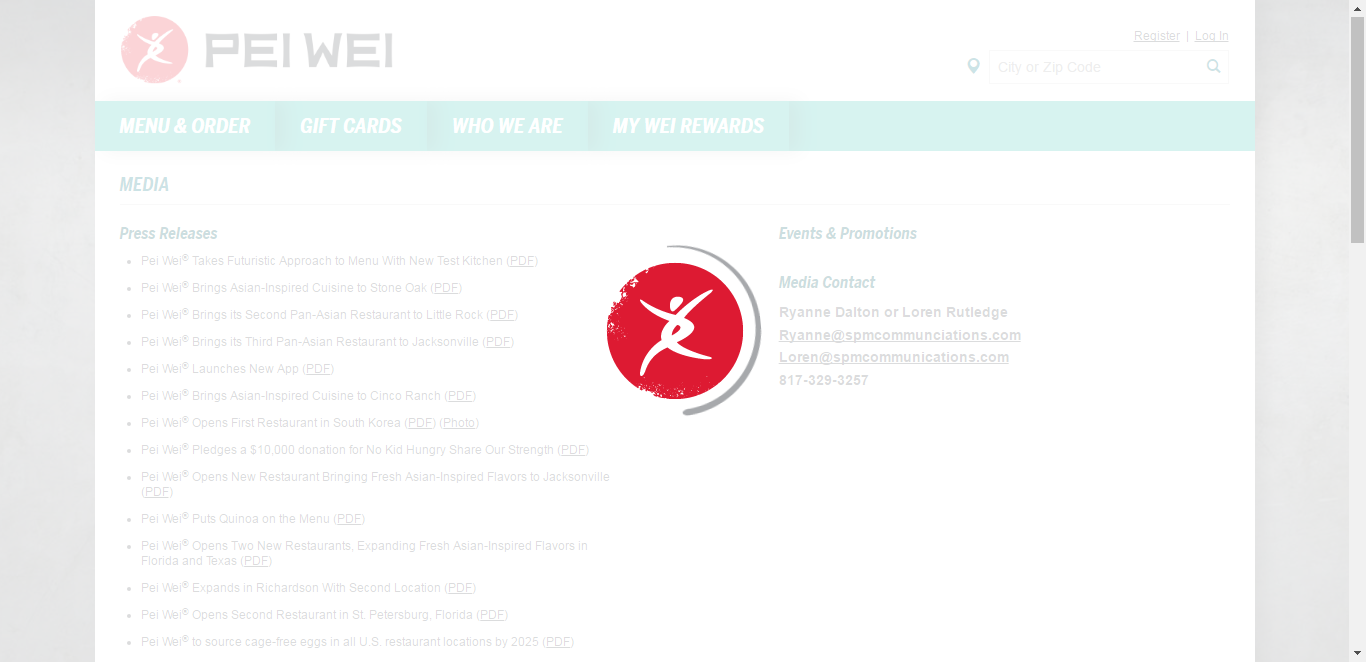 PEI WEI
Register | Log In
City or Zip Code
MENU & ORDER GIFT CARDS WHO WE ARE MY WEI REWARDS
MEDIA
Press Releases
Pei Wei® Takes Futuristic Approach to Menu With New Test Kitchen (PDF)
Pei Wei® Brings Asian-Inspired Cuisine to Stone Oak (PDF)
Pei Wei® Brings its Second Pan-Asian Restaurant to Little Rock (PDF)
Pei Wei® Brings its Third Pan-Asian Restaurant to Jacksonville (PDF)
Pei Wei® Launches New App (PDF)
Pei Wei® Brings Asian-Inspired Cuisine to Cinco Ranch (PDF)
Pei Wei® Opens First Restaurant in South Korea (PDF) (Photo)
Pei Wei® Pledges a $10,000 donation for No Kid Hungry Share Our Strength (PDF)
Pei Wei® Opens New Restaurant Bringing Fresh Asian-Inspired Flavors to Jacksonville
(PDF)
Pei Wei® Puts Quinoa on the Menu (PDF)
Pei Wei® Opens Two New Restaurants, Expanding Fresh Asian-Inspired Flavors in
Florida and Texas (PDF)
Pei Wei® Expands in Richardson With Second Location (PDF)
Pei Wei® Opens Second Restaurant in St. Petersburg, Florida (PDF)
Pei Wei® to source cage-free eggs in all U.S. restaurant locations by 2025 (PDF)
Events & Promotions
Media Contact
Ryanne Dalton or Loren Rutledge
Ryanne@spmcommunciations.com
Loren@spmcommunications.com
817-329-3257